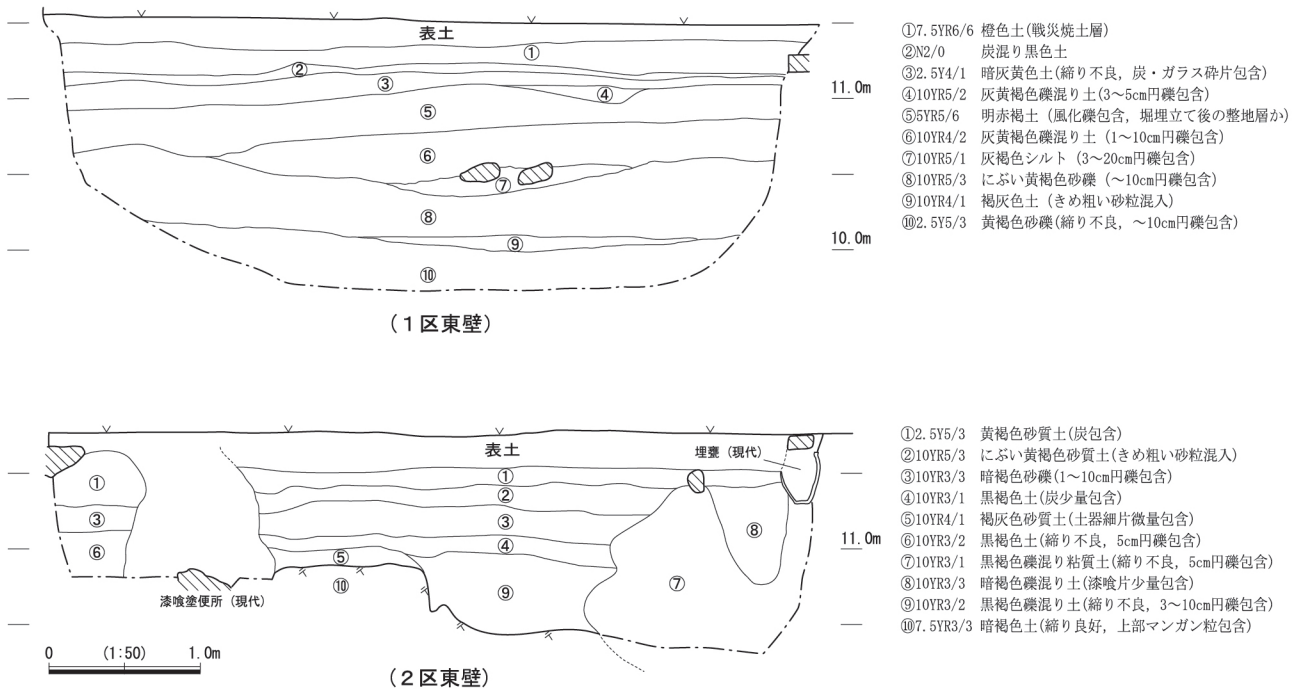 表土
①
②
③
④
⑤
⑥
⑦
⑧
⑨
⑩
11.0m
10.0m
(1区東壁)
①7.5YR6/6 橙色土(戦災焼土層)
②N2/0 炭混り黒色土
③2.5Y4/1 暗灰黄色土(締り不良，炭・ガラス砕片包含)
④10YR5/2 灰黄褐色礫混り土(3〜5cm円礫包含)
⑤5YR5/6 明赤褐土（風化礫包含，堀埋立て後の整地層か)
⑥10YR4/2 灰黄褐色礫混り土（1〜10cm円礫包含)
⑦10YR5/1 灰褐色シルト（3〜20cm円礫包含)
⑧10YR5/3 にぶい黄褐色砂礫（〜10cm円礫包含)
⑨10YR4/1 褐灰色土（きめ粗い砂粒混入)
⑩2.5Y5/3 黄褐色砂礫(締り不良，〜10cm円礫包含)
表土
埋甕（現代）
①
①
②
③
③
④
⑤
⑥
⑦
⑧
⑨
⑩
11.0m
漆喰塗便所（現代）
0 (1:50) 1.0m
(2区東壁)
①2.5Y5/3 黄褐色砂質土(炭包含)
②10YR5/3 にぶい黄褐色砂質土(きめ粗い砂粒混入)
③10YR3/3 暗褐色砂礫(1〜10cm円礫包含)
④10YR3/1 黒褐色土(炭少量包含)
⑤10YR4/1 褐灰色砂質土(土器細片微量包含)
⑥10YR3/2 黒褐色土(締り不良，5cm円礫包含)
⑦10YR3/1 黒褐色礫混り粘質土(締り不良，5cm円礫包含)
⑧10YR3/3 暗褐色礫混り土(漆喰片少量包含)
⑨10YR3/2 黒褐色礫混り土(締り不良，3〜10cm円礫包含)
⑩7.5YR3/3 暗褐色土(締り良好，上部マンガン粒包含)